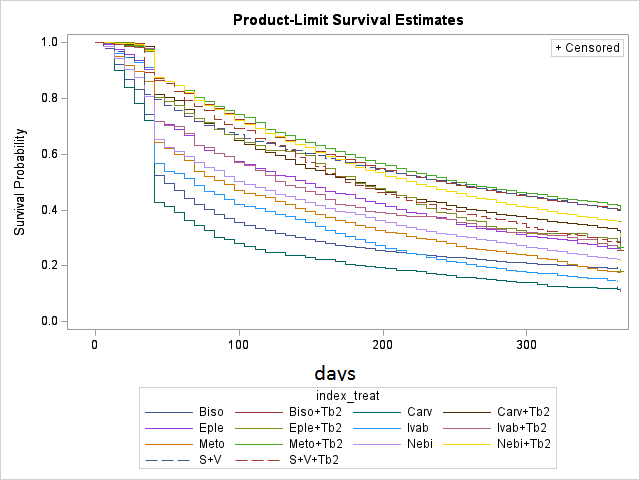 Product-Limit Survival Estimates
+ Censored
1.0
0.8
0.6
0.4
0.2
0.0
Survival Probability
0 100 200 300
days
index_treat
Biso Biso+Tb2 Carv Carv+Tb2
Eple Eple+Tb2 Ivab Ivab+Tb2
Meto Meto+Tb2 Nebi Nebi+Tb2
S+V S+V+Tb2